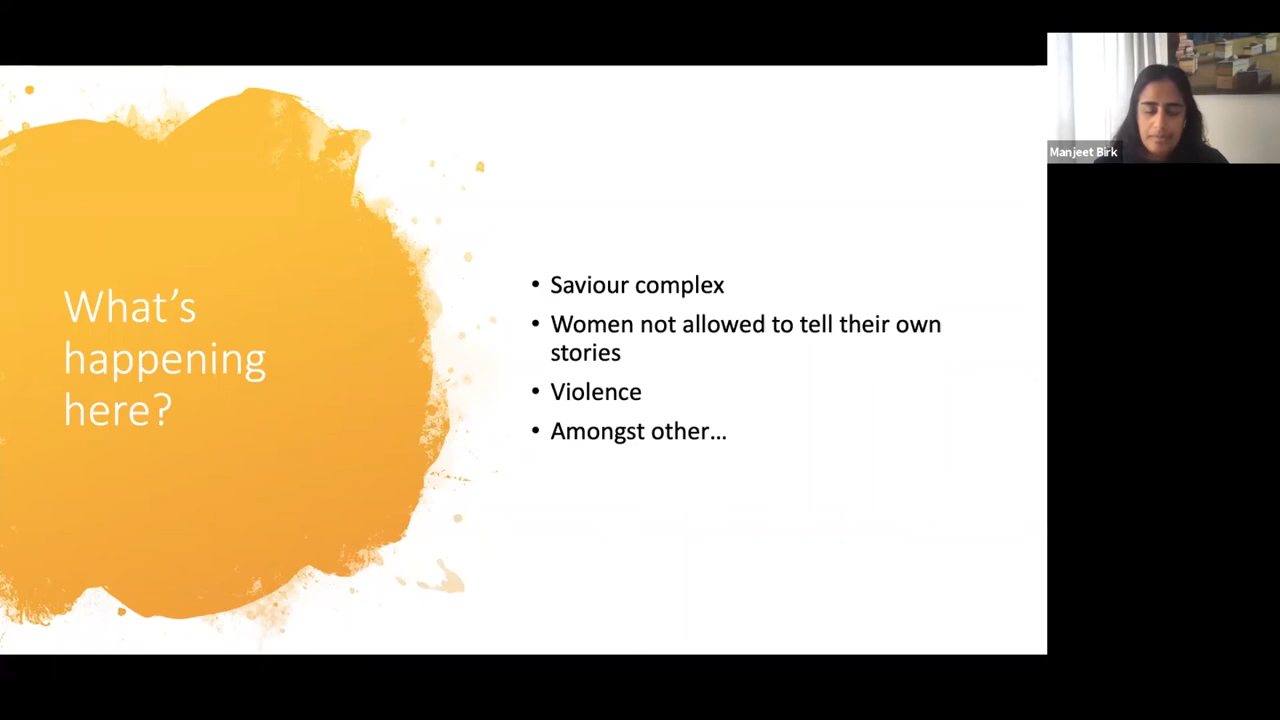 What’s
happening
here?
• Saviour complex
• Women not allowed to tell their own
stories
• Violence
• Amongst other…
Manjeet Birk